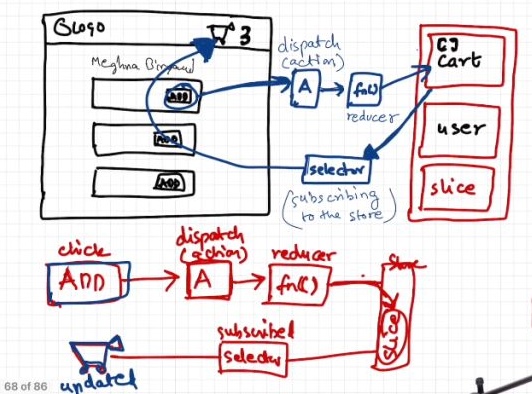 BLOGO
3
Meghna Biryaud
ADD
ADD
ADD
dispatch
(action)
A
fn()
reducer
[]
cart
user
slice
selector
(subscribing
to the store)
click
ADD
dispatch
(action)
A
reducer
fn()
store
slice
subscribed
selector
updated
68 of 86